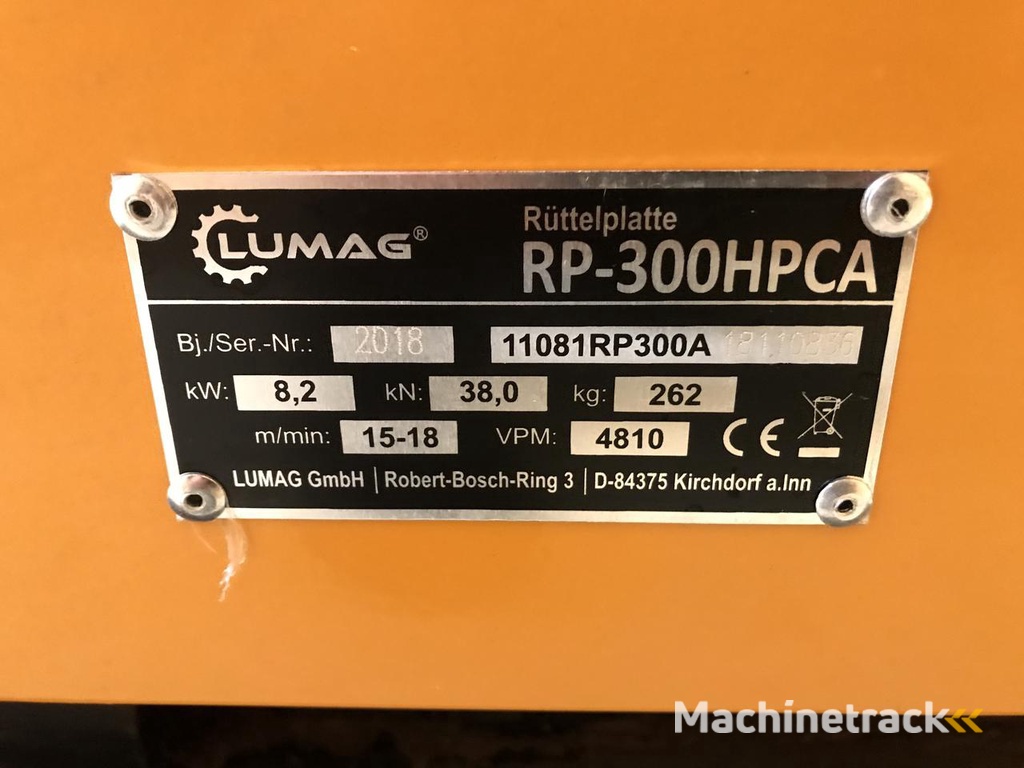 LUMAG®
Rüttelplatte
RP-300HPCA
Bj./Ser.-Nr.: 2018 11081RP300A
kW: 8,2 kN: 38,0 kg: 262
m/min: 15-18 VPM: 4810 CE
LUMAG GmbH | Robert-Bosch-Ring 3 | D-84375 Kirchdorf a.Inn
Machinetrack